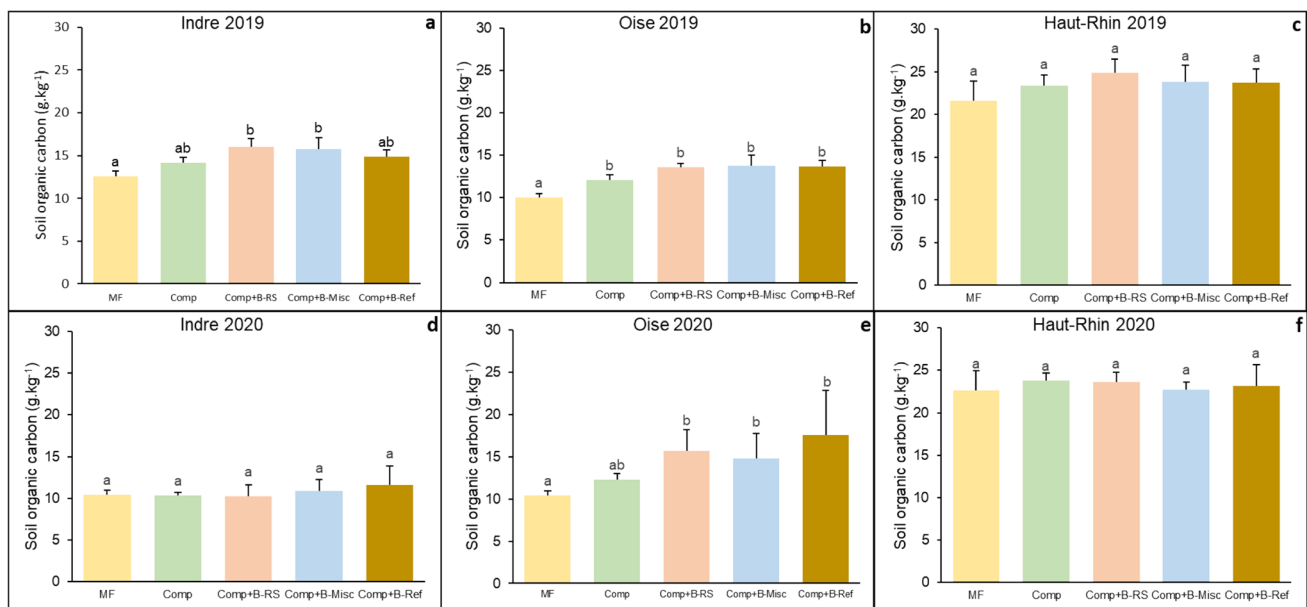 Indre 2019
a
Soil organic carbon (g.kg⁻¹)
30
25
20
15
10
5
0
a
ab
b
b
ab
MF
Comp
Comp+B-RS
Comp+B-Misc
Comp+B-Ref
Oise 2019
b
Soil organic carbon (g.kg⁻¹)
30
25
20
15
10
5
0
a
b
b
b
b
MF
Comp
Comp+B-RS
Comp+B-Misc
Comp+B-Ref
Haut-Rhin 2019
c
Soil organic carbon (g.kg⁻¹)
30
25
20
15
10
5
0
a
a
a
a
a
MF
Comp
Comp+B-RS
Comp+B-Misc
Comp+B-Ref
Indre 2020
d
Soil organic carbon (g.kg⁻¹)
30
25
20
15
10
5
0
a
a
a
a
a
MF
Comp
Comp+B-RS
Comp+B-Misc
Comp+B-Ref
Oise 2020
e
Soil organic carbon (g.kg⁻¹)
30
25
20
15
10
5
0
a
ab
b
b
b
MF
Comp
Comp+B-RS
Comp+B-Misc
Comp+B-Ref
Haut-Rhin 2020
f
Soil organic carbon (g.kg⁻¹)
30
25
20
15
10
5
0
a
a
a
a
a
MF
Comp
Comp+B-RS
Comp+B-Misc
Comp+B-Ref